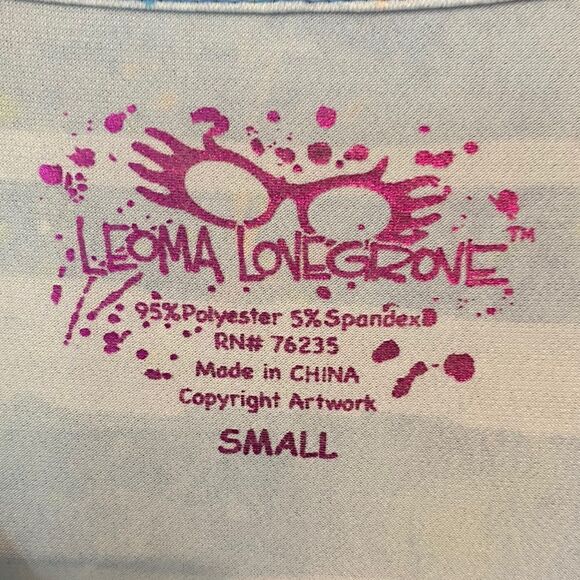 LEOMA LOVEGROVE™
95%Polyester 5%Spandex®
RN# 76235
Made in CHINA
Copyright Artwork
SMALL